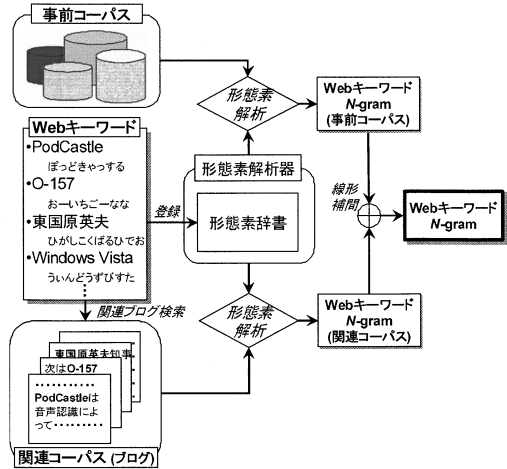 事前コーパス
Webキーワード
•PodCastle
ぽっどきゃっする
•O-157
おーいちごーなな
•東国原英夫
ひがしこくばるひでお
•Windows Vista
ういんどうずびすた
登録
形態素解析器
形態素辞書
形態素
解析
Webキーワード
N-gram
(事前コーパス)
線形
補間
Webキーワード
N-gram
形態素
解析
Webキーワード
N-gram
(関連コーパス)
関連ブログ検索
東国原英夫知事
次はO-157
PodCastleは
音声認識によ
って
関連コーパス (ブログ)